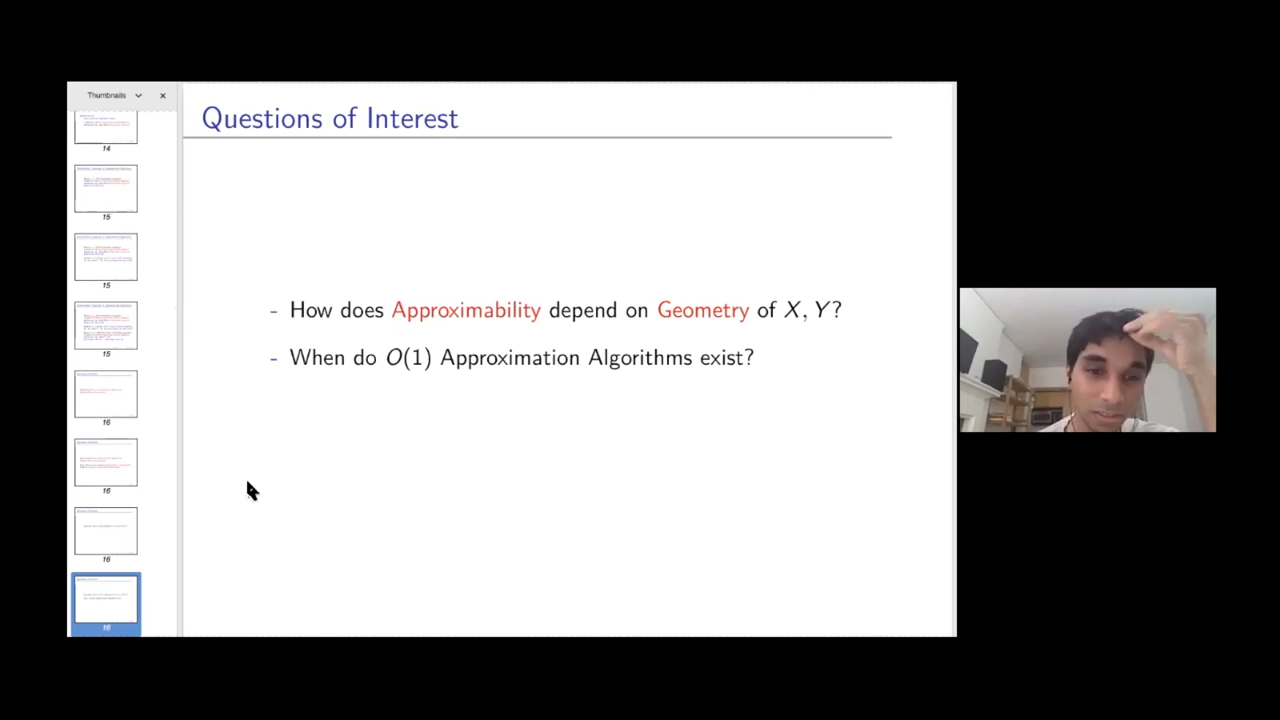 Thumbnails
Questions of Interest
- How does Approximability depend on Geometry of X, Y?
- When do O(1) Approximation Algorithms exist?
14
15
15
15
16
16
16
16